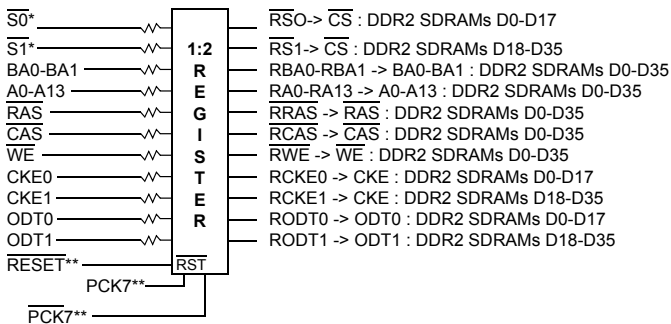 S0* RSO-> CS : DDR2 SDRAMs D0-D17
S1* 1:2 RS1-> CS : DDR2 SDRAMs D18-D35
BA0-BA1 R RBA0-RBA1 -> BA0-BA1 : DDR2 SDRAMs D0-D35
A0-A13 E RA0-RA13 -> A0-A13 : DDR2 SDRAMs D0-D35
RAS G RRAS -> RAS : DDR2 SDRAMs D0-D35
CAS I RCAS -> CAS : DDR2 SDRAMs D0-D35
WE S RWE -> WE : DDR2 SDRAMs D0-D35
CKE0 T RCKE0 -> CKE : DDR2 SDRAMs D0-D17
CKE1 E RCKE1 -> CKE : DDR2 SDRAMs D18-D35
ODT0 R RODT0 -> ODT0 : DDR2 SDRAMs D0-D17
ODT1 RODT1 -> ODT1 : DDR2 SDRAMs D18-D35
RESET** RST
PCK7**
PCK7**